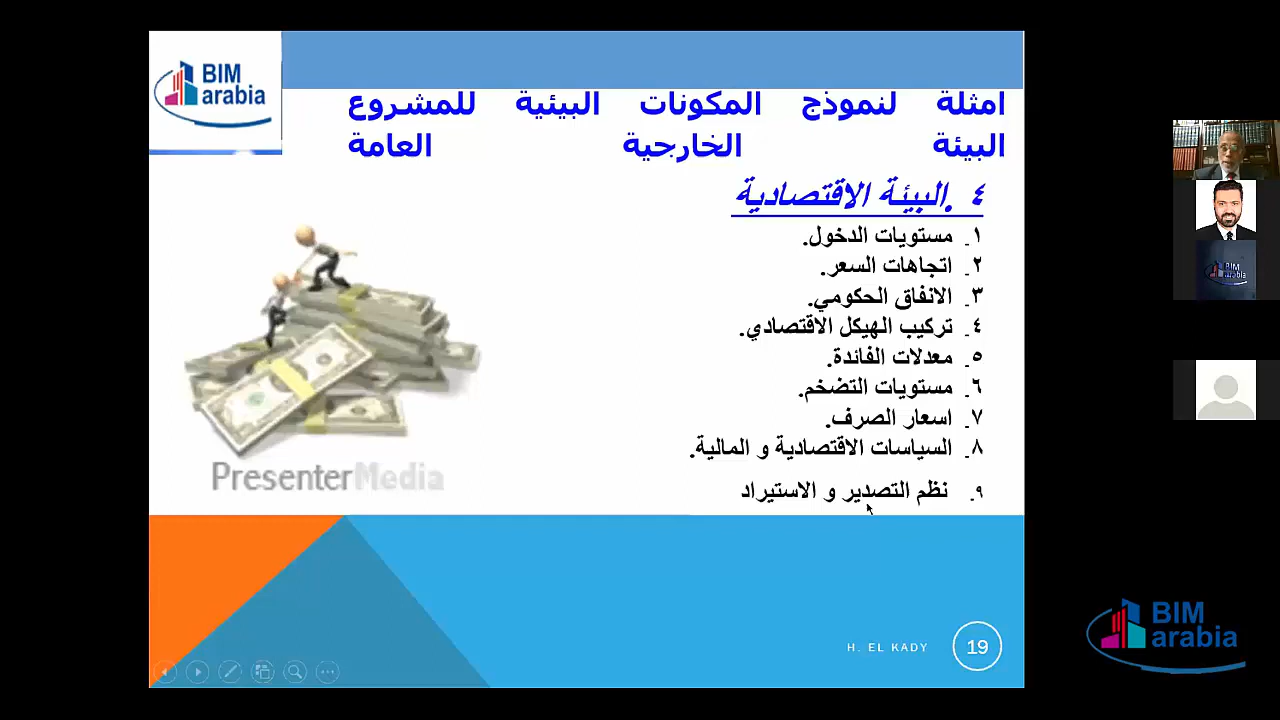 BIM
arabia
امثلة لنموذج المكونات البيئية للمشروع
البيئة الخارجية العامة
٤ .البيئة الاقتصادية
١. مستويات الدخول.
٢. اتجاهات السعر.
٣. الانفاق الحكومي.
٤. تركيب الهيكل الاقتصادي.
٥. معدلات الفائدة.
٦. مستويات التضخم.
٧. اسعار الصرف.
٨. السياسات الاقتصادية و المالية.
٩. نظم التصدير و الاستيراد
PresenterMedia
H. EL KADY
19
BIM
arabia
BIM
arabia